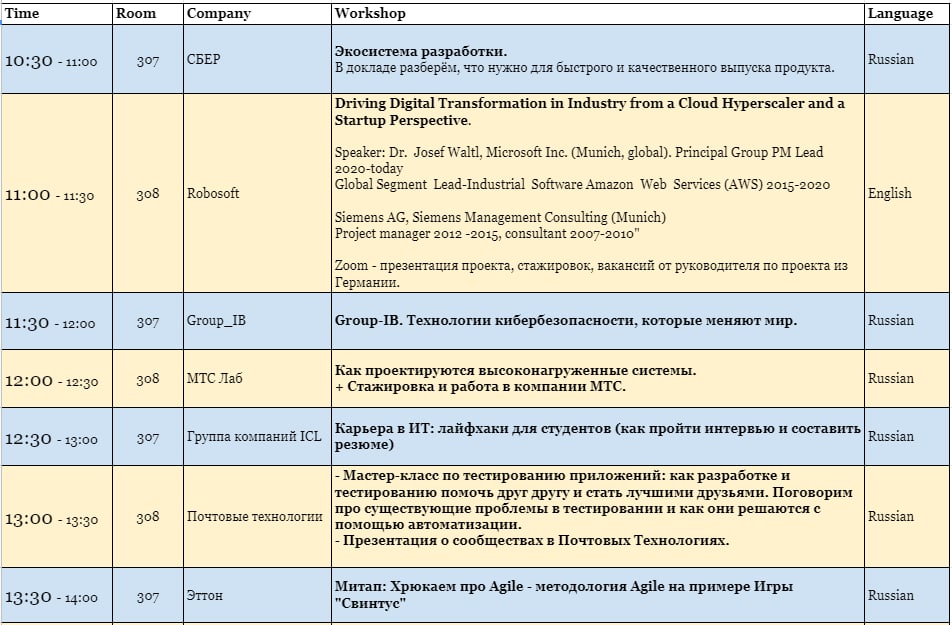 Time Room Company Workshop Language
10:30 - 11:00 307 СБЕР Экосистема разработки. Russian
В докладе разберём, что нужно для быстрого и качественного выпуска продукта.
11:00 - 11:30 308 Robosoft Driving Digital Transformation in Industry from a Cloud Hyperscaler and a English
Startup Perspective.
Speaker: Dr. Josef Waltl, Microsoft Inc. (Munich, global). Principal Group PM Lead
2020-today
Global Segment Lead-Industrial Software Amazon Web Services (AWS) 2015-2020
Siemens AG, Siemens Management Consulting (Munich)
Project manager 2012 -2015, consultant 2007-2010"
Zoom - презентация проекта, стажировок, вакансий от руководителя по проекта из
Германии.
11:30 - 12:00 307 Group_IB Group-IB. Технологии кибербезопасности, которые меняют мир. Russian
12:00 - 12:30 308 МТС Лаб Как проектируются высоконагруженные системы. Russian
+ Стажировка и работа в компании МТС.
12:30 - 13:00 307 Группа компаний ICL Карьера в ИТ: лайфхаки для студентов (как пройти интервью и составить Russian
резюме)
13:00 - 13:30 308 Почтовые технологии - Мастер-класс по тестированию приложений: как разработке и Russian
тестированию помочь друг другу и стать лучшими друзьями. Поговорим
про существующие проблемы в тестировании и как они решаются с
помощью автоматизации.
- Презентация о сообществах в Почтовых Технологиях.
13:30 - 14:00 307 Эттон Митап: Хрюкаем про Agile - методология Agile на примере Игры Russian
"Свинтус"